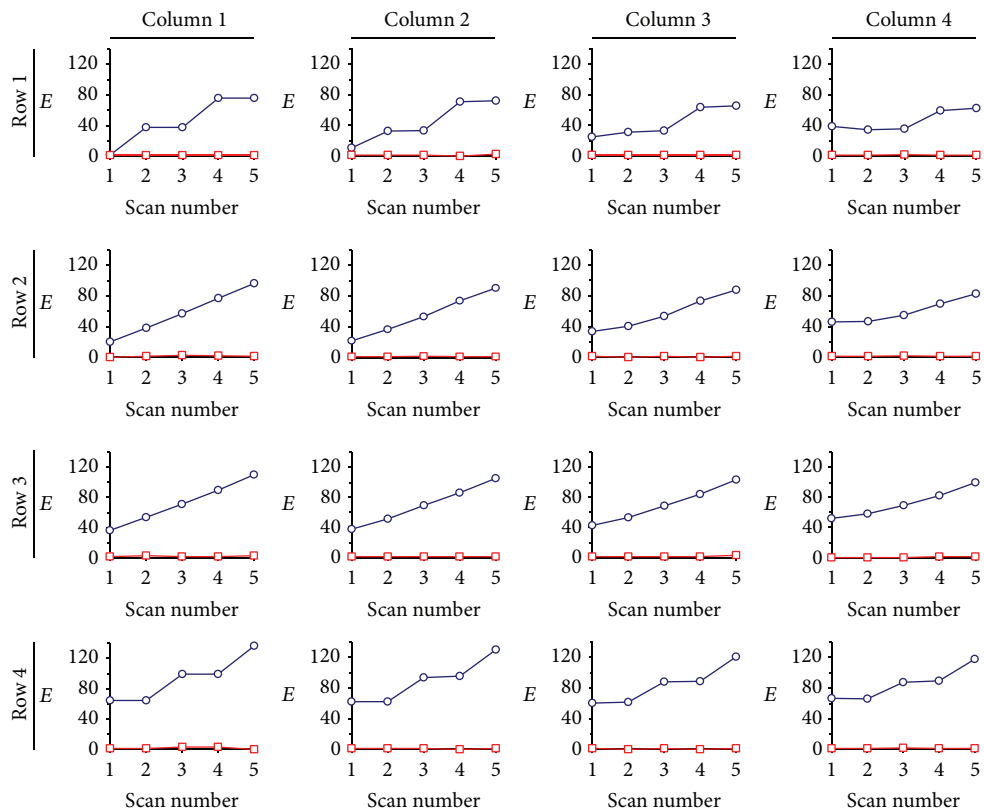 Column 1 Column 2 Column 3 Column 4
Row 1
E E E E
120 120 120 120
80 80 80 80
40 40 40 40
0 0 0 0
1 2 3 4 5 1 2 3 4 5 1 2 3 4 5 1 2 3 4 5
Scan number Scan number Scan number Scan number
Row 2
E E E E
120 120 120 120
80 80 80 80
40 40 40 40
0 0 0 0
1 2 3 4 5 1 2 3 4 5 1 2 3 4 5 1 2 3 4 5
Scan number Scan number Scan number Scan number
Row 3
E E E E
120 120 120 120
80 80 80 80
40 40 40 40
0 0 0 0
1 2 3 4 5 1 2 3 4 5 1 2 3 4 5 1 2 3 4 5
Scan number Scan number Scan number Scan number
Row 4
E E E E
120 120 120 120
80 80 80 80
40 40 40 40
0 0 0 0
1 2 3 4 5 1 2 3 4 5 1 2 3 4 5 1 2 3 4 5
Scan number Scan number Scan number Scan number